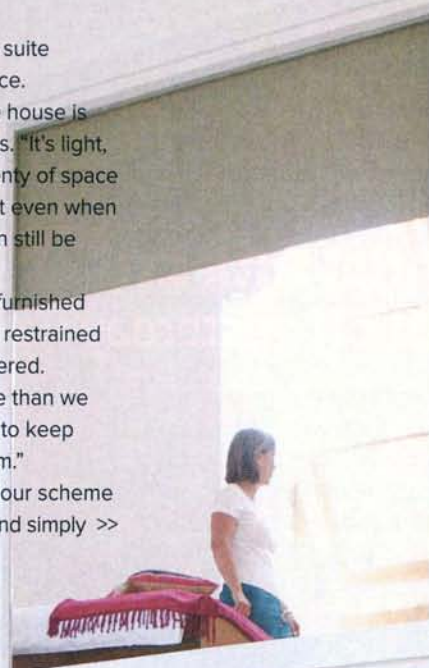 suite
ce.
house is
s. "It's light,
nty of space
t even when
n still be
furnished
restrained
ered.
e than we
to keep
m."
our scheme
nd simply >>